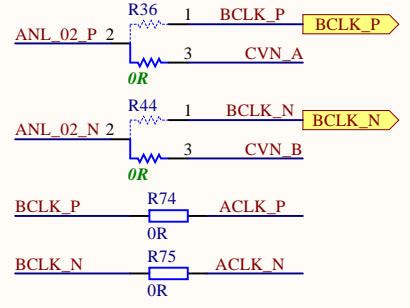 R36 1 BCLK_P BCLK_P
ANL_02_P 2
3 CVN_A
0R
R44 1 BCLK_N BCLK_N
ANL_02_N 2
3 CVN_B
0R
BCLK_P R74 ACLK_P
0R
BCLK_N R75 ACLK_N
0R